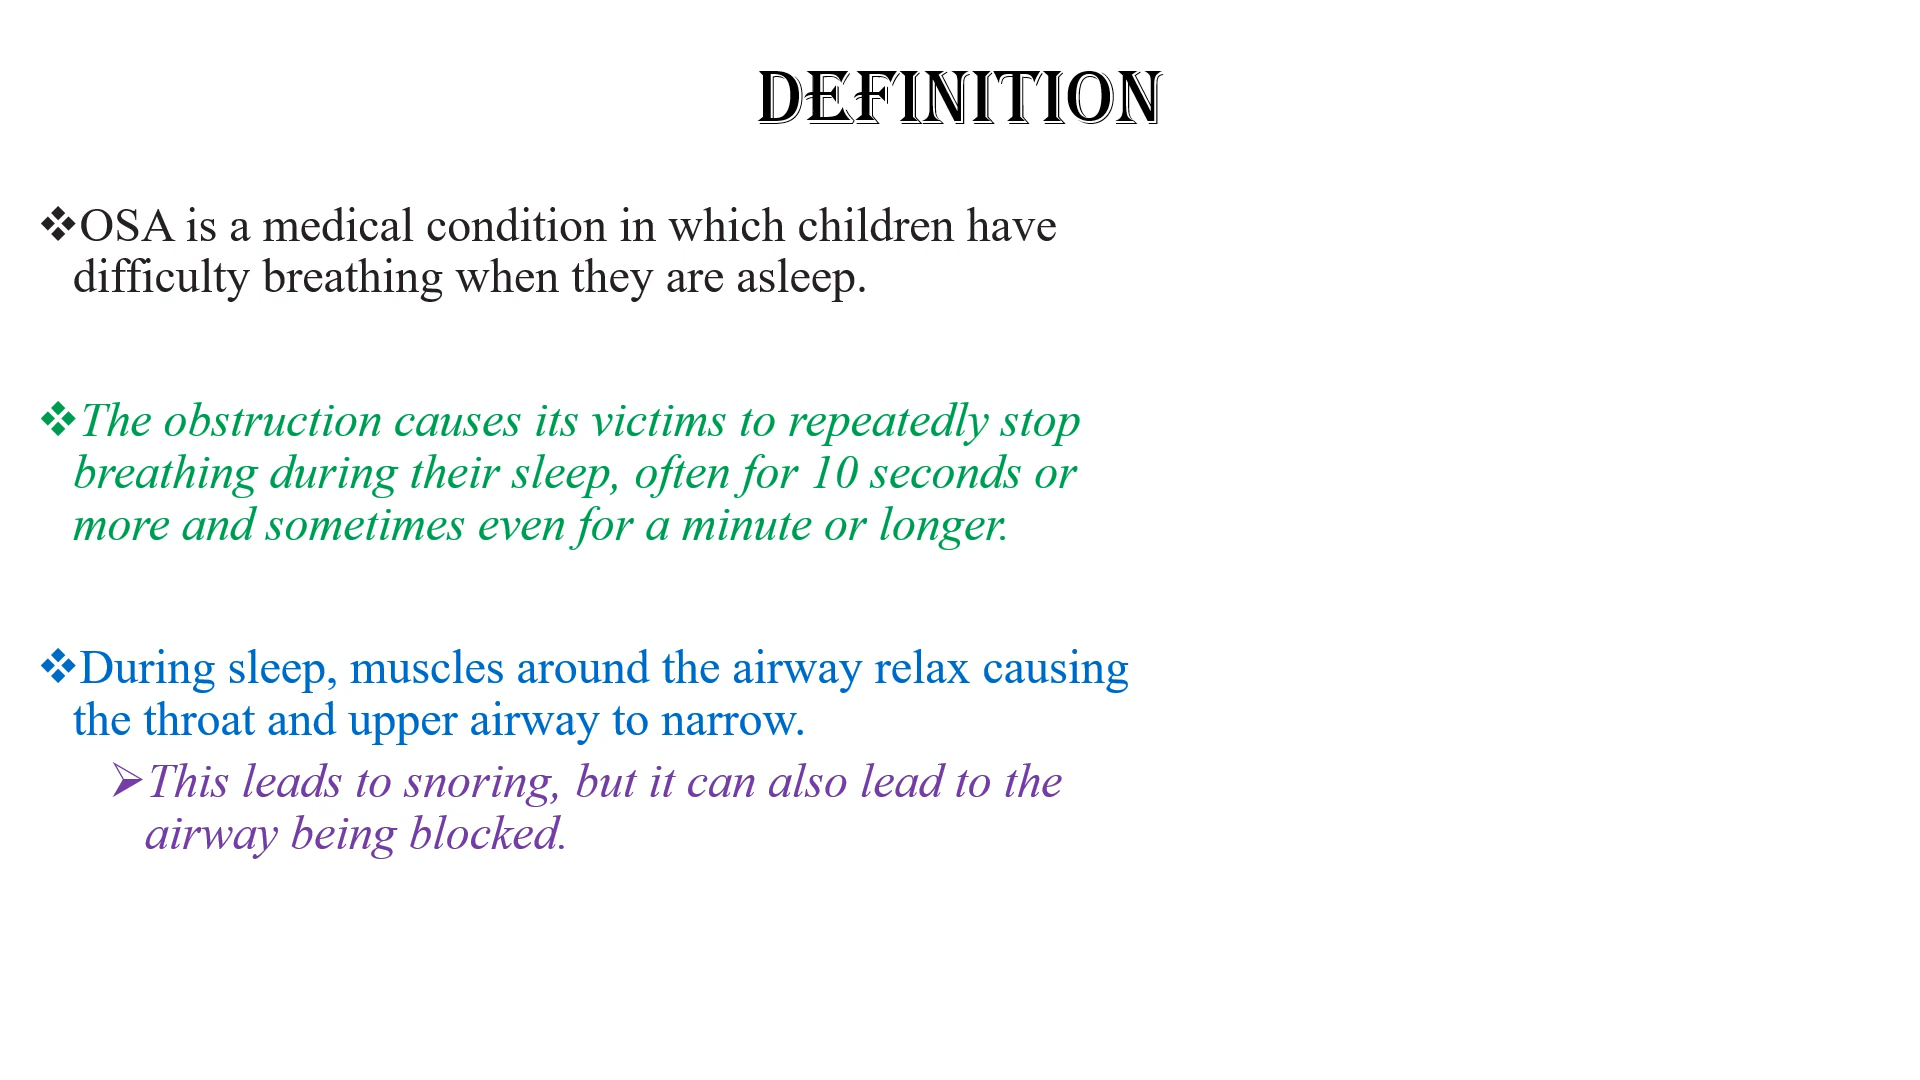 DEFINITION
❖OSA is a medical condition in which children have
difficulty breathing when they are asleep.
❖The obstruction causes its victims to repeatedly stop
breathing during their sleep, often for 10 seconds or
more and sometimes even for a minute or longer.
❖During sleep, muscles around the airway relax causing
the throat and upper airway to narrow.
➢This leads to snoring, but it can also lead to the
airway being blocked.